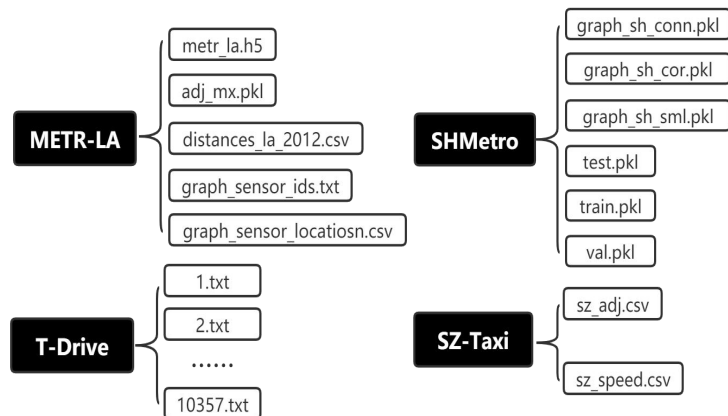 METR-LA
metr_la.h5
adj_mx.pkl
distances_la_2012.csv
graph_sensor_ids.txt
graph_sensor_locatiosn.csv
SHMetro
graph_sh_conn.pkl
graph_sh_cor.pkl
graph_sh_sml.pkl
test.pkl
train.pkl
val.pkl
T-Drive
1.txt
2.txt
......
10357.txt
SZ-Taxi
sz_adj.csv
sz_speed.csv